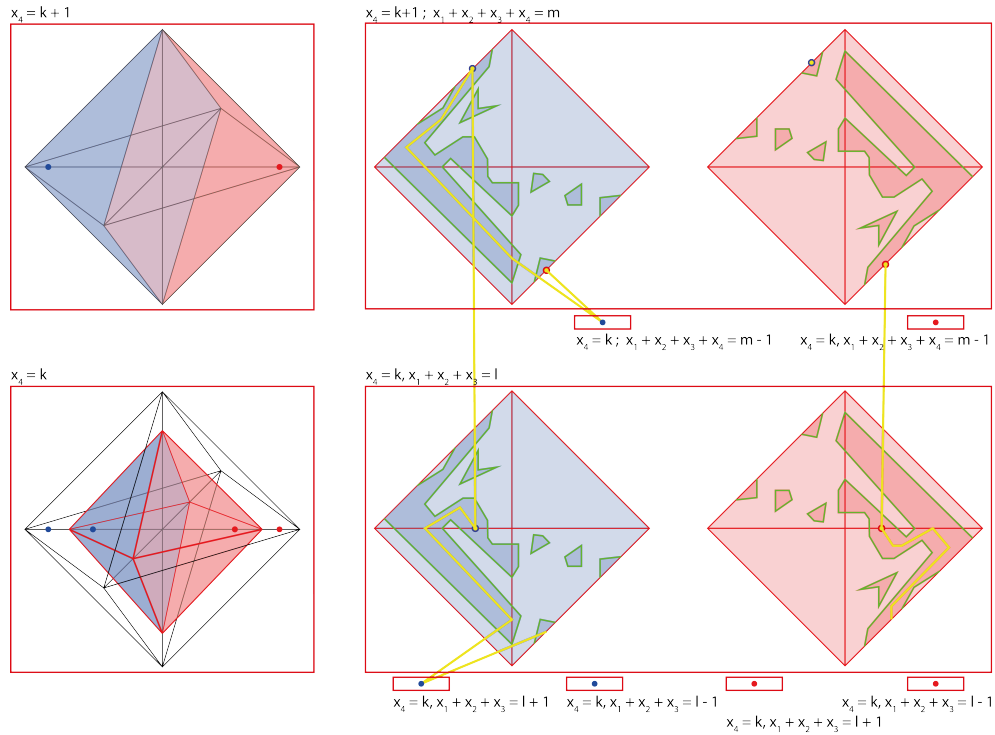 x₄ = k + 1
x₄ = k+1 ; x₁ + x₂ + x₃ + x₄ = m
x₄ = k ; x₁ + x₂ + x₃ + x₄ = m - 1
x₄ = k, x₁ + x₂ + x₃ + x₄ = m - 1
x₄ = k
x₄ = k, x₁ + x₂ + x₃ = l
x₄ = k, x₁ + x₂ + x₃ = l + 1
x₄ = k, x₁ + x₂ + x₃ = l - 1
x₄ = k, x₁ + x₂ + x₃ = l + 1
x₄ = k, x₁ + x₂ + x₃ = l - 1